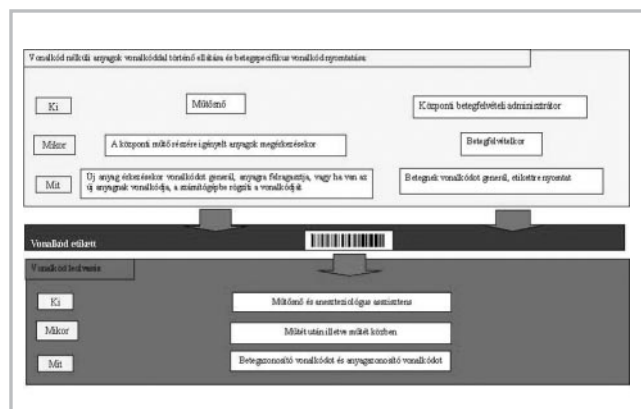 Vonalkód nélküli anyagok vonalkóddal történő ellátása és betegspecifikus vonalkód nyomtatása
Ki
Műtősnő
Központi betegfelvételi adminisztrátor
Mikor
A központi műtő részére igényelt anyagok megérkezésekor
Betegfelvételkor
Mit
Új anyag érkezésekor vonalkódot generál, anyagra felragasztja, vagy ha van az
új anyagnak vonalkódja, a számítógépbe rögzíti a vonalkódját
Betegnek vonalkódot generál, etikettre nyomtat
Vonalkód etikett
Vonalkód leolvasás
Ki
Műtősnő és aneszteziológus asszisztens
Mikor
Műtét után illetve műtét közben
Mit
Betegazonosító vonalkódot és anyagazonosító vonalkódot